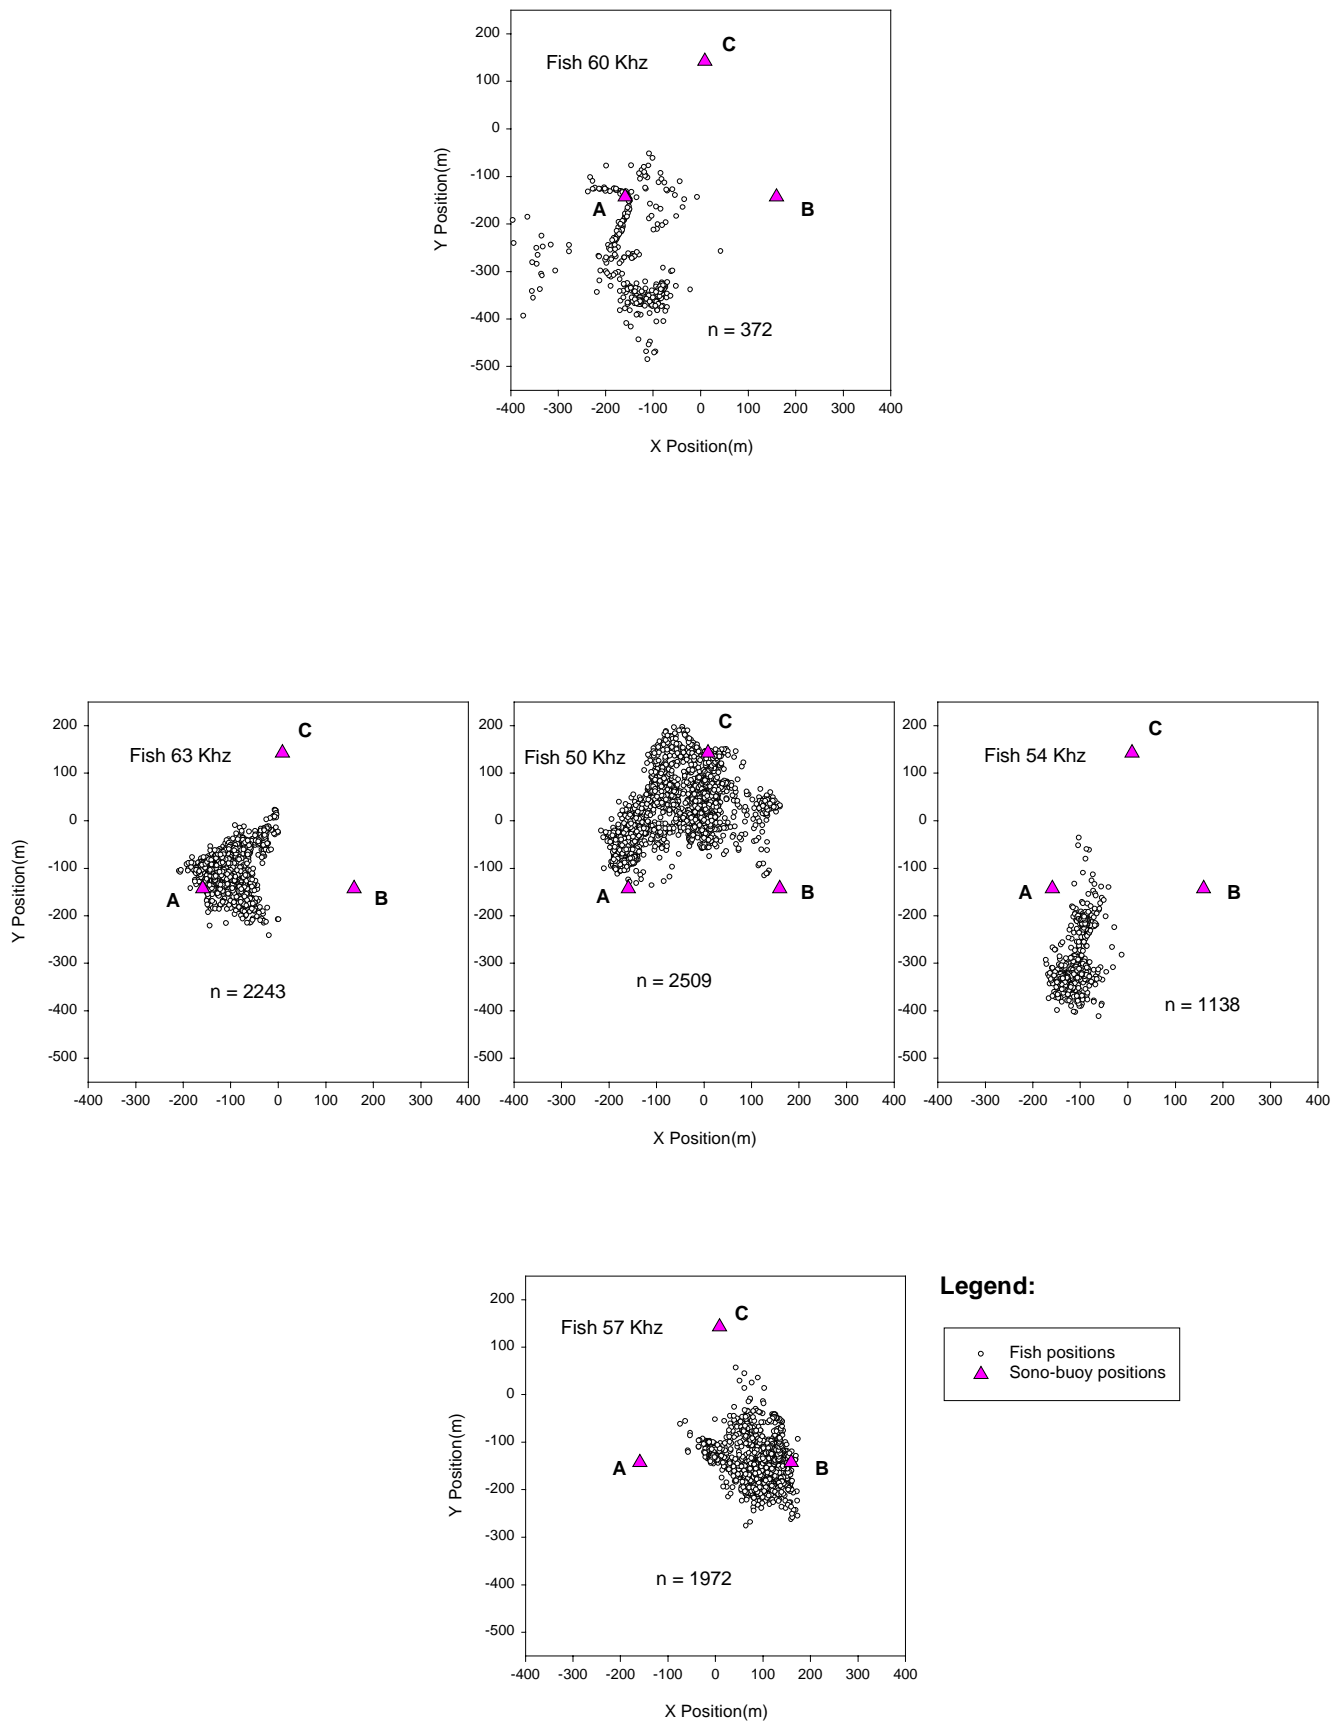 Fish 60 Khz
C
A
B
n = 372
200
100
0
-100
-200
-300
-400
-500
Y Position(m)
-400 -300 -200 -100 0 100 200 300 400
X Position(m)
Fish 63 Khz
C
A
B
n = 2243
200
100
0
-100
-200
-300
-400
-500
Y Position(m)
-400 -300 -200 -100 0 100 200 300 400
Fish 50 Khz
C
A
B
n = 2509
200
100
0
-100
-200
-300
-400
-500
-400 -300 -200 -100 0 100 200 300 400
X Position(m)
Fish 54 Khz
C
A
B
n = 1138
200
100
0
-100
-200
-300
-400
-500
-400 -300 -200 -100 0 100 200 300 400
Fish 57 Khz
C
A
B
n = 1972
200
100
0
-100
-200
-300
-400
-500
Y Position(m)
-400 -300 -200 -100 0 100 200 300 400
X Position(m)
Legend:
Fish positions
Sono-buoy positions